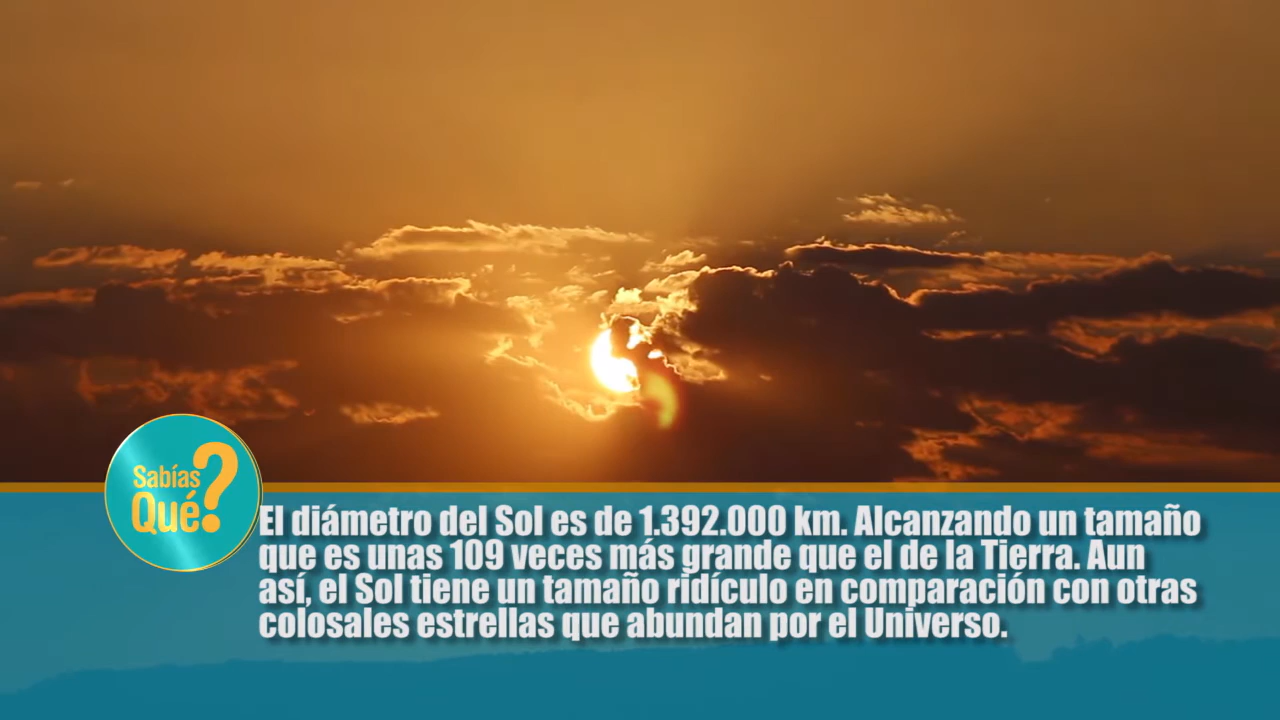 Sabías
Qué?
El diámetro del Sol es de 1.392.000 km. Alcanzando un tamaño
que es unas 109 veces más grande que el de la Tierra. Aun
así, el Sol tiene un tamaño ridículo en comparación con otras
colosales estrellas que abundan por el Universo.